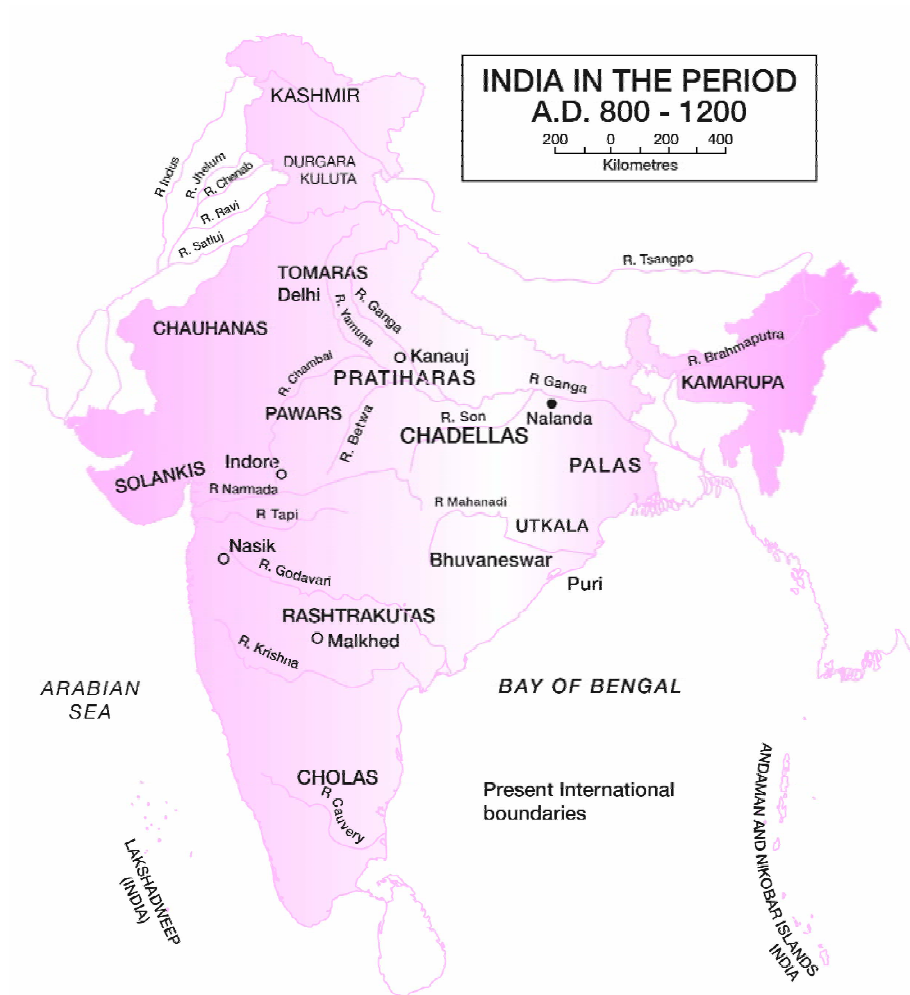 INDIA IN THE PERIOD
A.D. 800 - 1200
200 0 200 400
Kilometres
KASHMIR
DURGARA
KULUTA
R Indus
R. Jhelum
R. Chenab
R. Ravi
R. Satluj
R. Tsangpo
TOMARAS
Delhi
R. Yamuna
R. Ganga
CHAUHANAS
Kanauj
R. Brahmaputra
R. Chambal
PRATIHARAS
R Ganga
KAMARUPA
PAWARS
R. Betwa
R. Son
Nalanda
CHADELLAS
Indore
PALAS
SOLANKIS
R Narmada
R Mahanadi
R Tapi
UTKALA
Nasik
Bhuvaneswar
R. Godavari
Puri
RASHTRAKUTAS
Malkhed
R. Krishna
ARABIAN
SEA
BAY OF BENGAL
CHOLAS
R Cauvery
Present International
boundaries
LAKSHADWEEP
(INDIA)
ANDAMAN AND NIKOBAR ISLANDS
INDIA